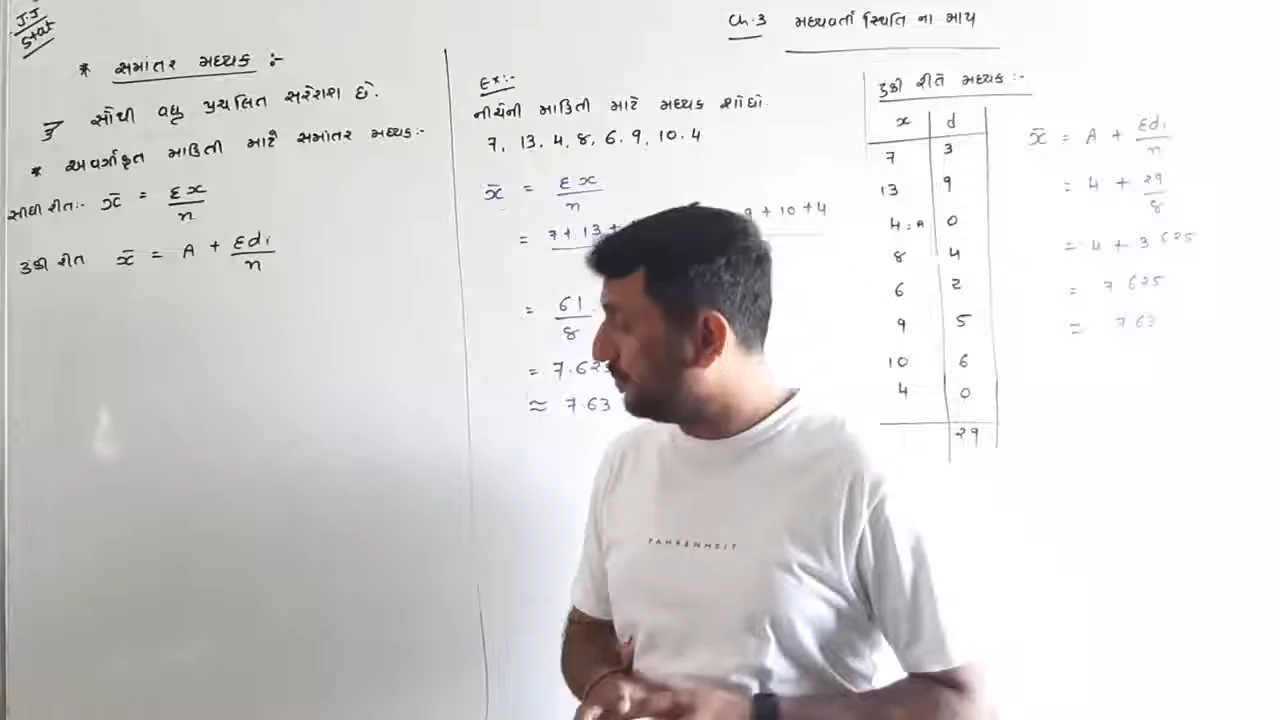 J.J
Stat
Ch.3 મધ્યવર્તી સ્થિતિ ના માપ
* સમાંતર મધ્યક :-
સૌથી વધુ પ્રચલિત સરેરાશ છે.
* અવર્ગીકૃત માહિતી માટે સમાંતર મધ્યક:-
સીધી રીત:- x̄ = Σx / n
ટુંકી રીત x̄ = A + Σdi / n
Ex:-
નીચેની માહિતી માટે મધ્યક શોધો.
7, 13, 4, 8, 6, 9, 10, 4
x̄ = Σx / n
= 7 + 13 + 9 + 10 + 4
= 61 / 8
= 7.625
≈ 7.63
ટુંકી રીતે મધ્યક :-
x d
7 3
13 9
4 = A 0
8 4
6 2
9 5
10 6
4 0
29
x̄ = A + Σdi / n
= 4 + 29 / 8
= 4 + 3.625
= 7.625
≈ 7.63
FAHRENHEIT